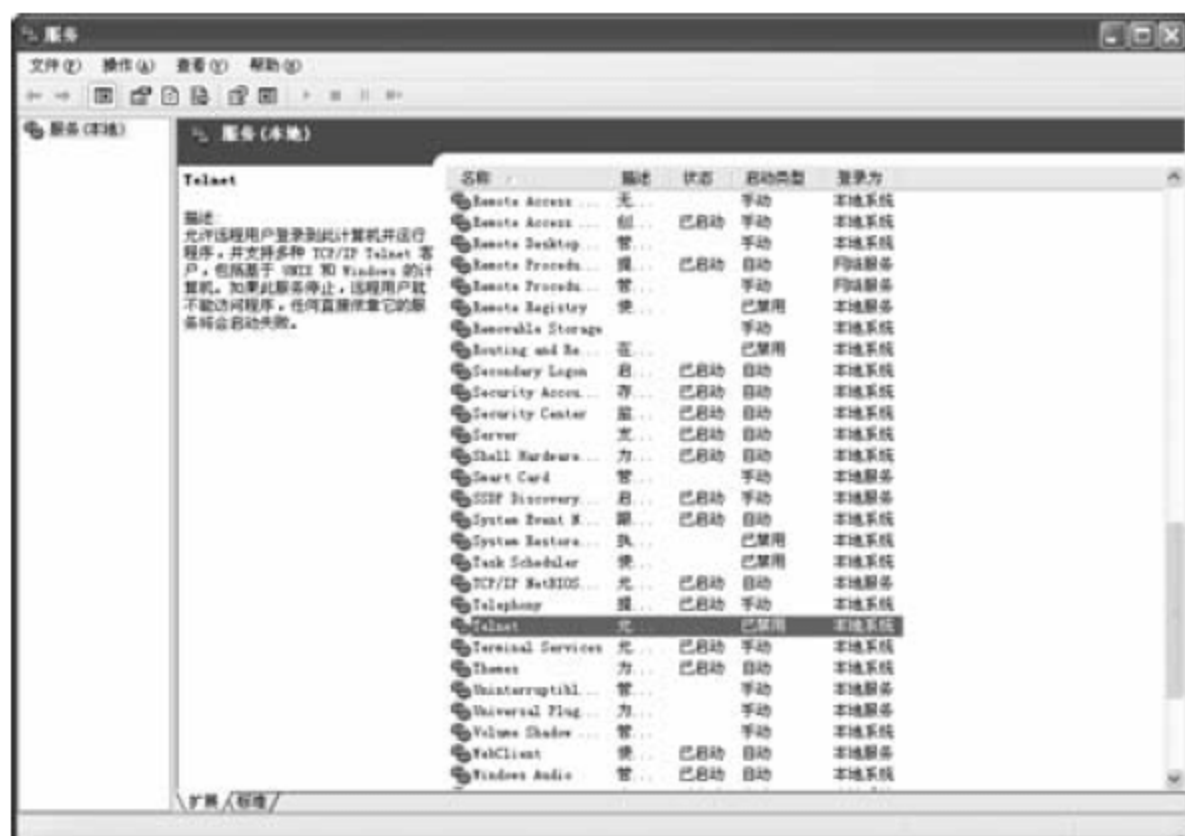 服务
文件(F) 操作(A) 查看(V) 帮助(H)
服务(本地)
服务(本地)
Telnet
描述:
允许远程用户登录到此计算机并运行
程序，并支持多种 TCP/IP Telnet 客
户，包括基于 UNIX 和 Windows 的计
算机。如果此服务停止，远程用户就
不能访问程序，任何直接依靠它的服
务将会启动失败。
名称 描述 状态 启动类型 登录为
Remote Access ... 无... 手动 本地系统
Remote Access ... 创... 已启动 手动 本地系统
Remote Desktop... 管... 手动 本地系统
Remote Procedu... 提... 已启动 自动 网络服务
Remote Procedu... 管... 手动 网络服务
Remote Registry 使... 已禁用 本地服务
Removable Storage 手动 本地系统
Routing and Re... 在... 已禁用 本地系统
Secondary Logon 启... 已启动 自动 本地系统
Security Accou... 存... 已启动 自动 本地系统
Security Center 监... 已启动 自动 本地系统
Server 支... 已启动 自动 本地系统
Shell Hardware... 为... 已启动 自动 本地系统
Smart Card 管... 手动 本地服务
SSDP Discovery... 启... 已启动 手动 本地服务
System Event N... 跟... 已启动 自动 本地系统
System Restore... 执... 已禁用 本地系统
Task Scheduler 使... 已禁用 本地系统
TCP/IP NetBIOS... 允... 已启动 自动 本地服务
Telephony 提... 已启动 手动 本地系统
Telnet 允... 已禁用 本地系统
Terminal Services 允... 已启动 手动 本地系统
Themes 为... 已启动 自动 本地系统
Uninterruptibl... 管... 手动 本地服务
Universal Plug... 为... 手动 本地服务
Volume Shadow ... 管... 手动 本地系统
WebClient 使... 已启动 自动 本地服务
Windows Audio 管... 已启动 自动 本地系统
扩展 标准